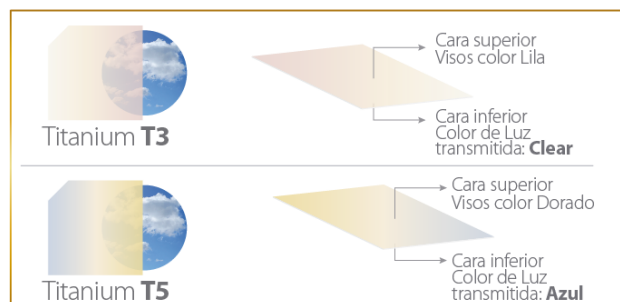 Cara superior
Visos color Lila
Titanium T3
Cara inferior
Color de Luz
transmitida: Clear
Cara superior
Visos color Dorado
Titanium T5
Cara inferior
Color de Luz
transmitida: Azul